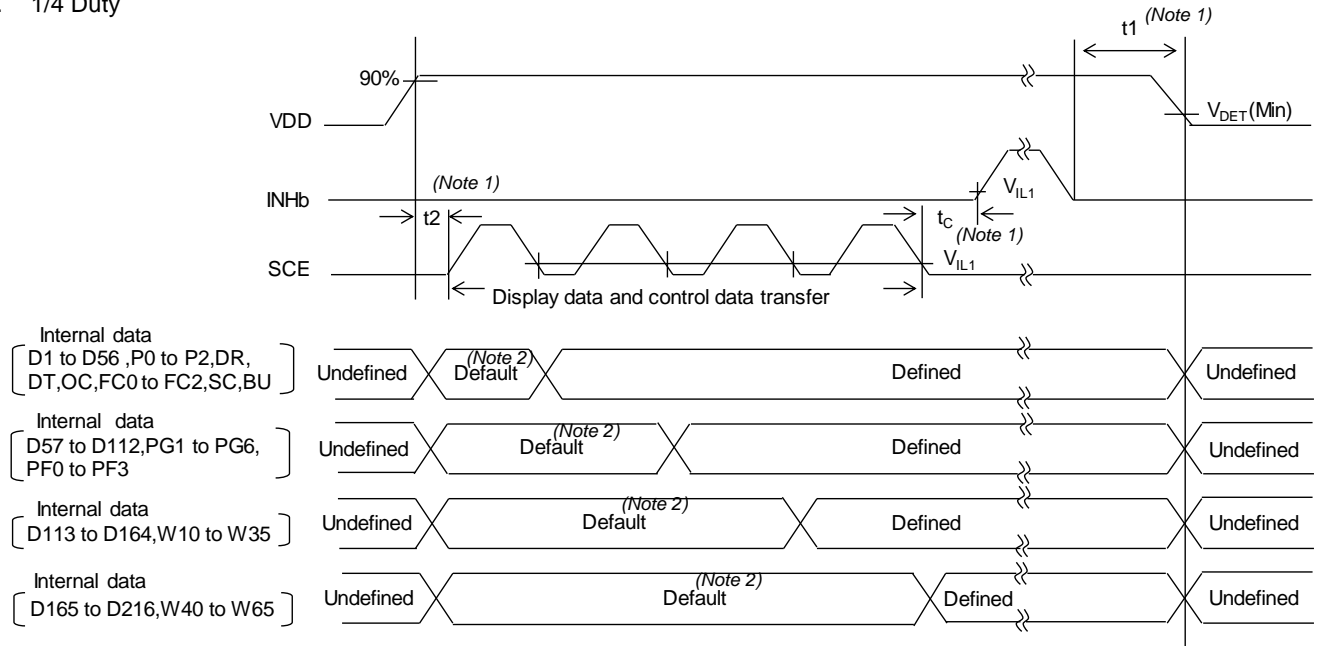 . 1/4 Duty
t1 (Note 1)
90%
VDD
VDET(Min)
(Note 1)
INHb
VIL1
t2
tC
(Note 1)
SCE
VIL1
Display data and control data transfer
Internal data
D1 to D56 ,P0 to P2,DR,
DT,OC,FC0 to FC2,SC,BU
Undefined
(Note 2)
Default
Defined
Undefined
Internal data
D57 to D112,PG1 to PG6,
PF0 to PF3
Undefined
(Note 2)
Default
Defined
Undefined
Internal data
D113 to D164,W10 to W35
Undefined
(Note 2)
Default
Defined
Undefined
Internal data
D165 to D216,W40 to W65
Undefined
(Note 2)
Default
Defined
Undefined